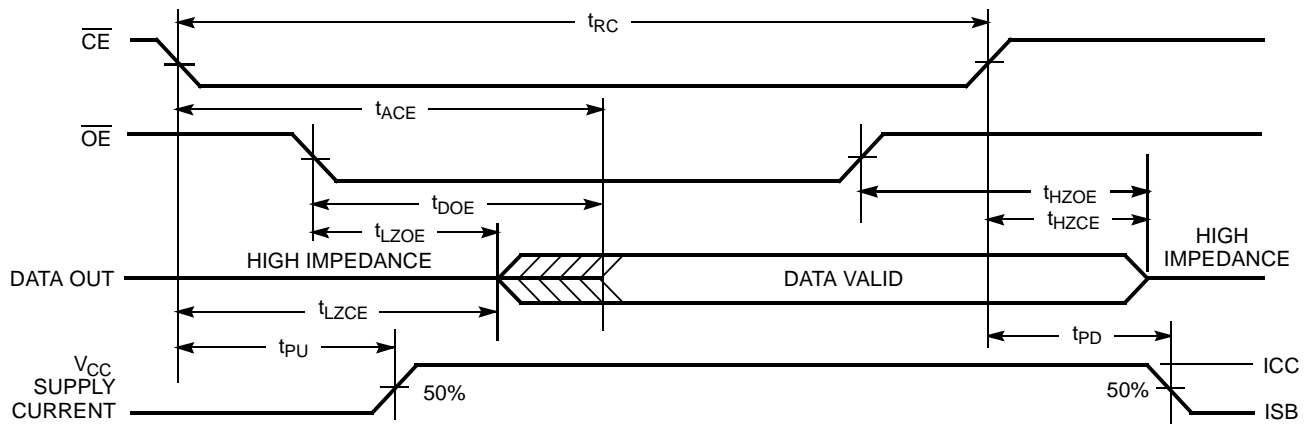 tRC
CE
tACE
OE
tHZOE
tDOE
tHZCE
tLZOE
HIGH IMPEDANCE
HIGH
IMPEDANCE
DATA OUT
DATA VALID
tLZCE
tPU
tPD
VCC
SUPPLY
CURRENT
50%
50%
ICC
ISB